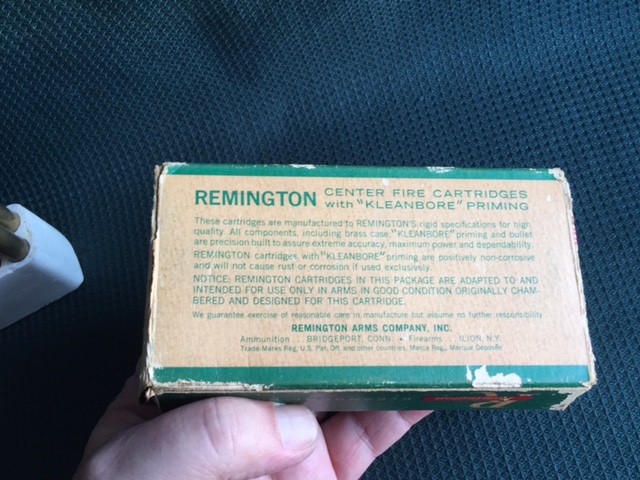 REMINGTON CENTER FIRE CARTRIDGES
with "KLEANBORE" PRIMING
These cartridges are manufactured to REMINGTON'S rigid specifications for high
quality. All components, including brass case, "KLEANBORE" priming and bullet
are precision built to assure extreme accuracy, maximum power and dependability.
REMINGTON cartridges with "KLEANBORE" priming are positively non-corrosive
and will not cause rust or corrosion if used exclusively.
NOTICE: REMINGTON CARTRIDGES IN THIS PACKAGE ARE ADAPTED TO AND
INTENDED FOR USE ONLY IN ARMS IN GOOD CONDITION ORIGINALLY CHAM-
BERED AND DESIGNED FOR THIS CARTRIDGE.
We guarantee exercise of reasonable care in manufacture but assume no further responsibility
REMINGTON ARMS COMPANY, INC.
Ammunition . . BRIDGEPORT, CONN. • Firearms . . ILION, N.Y.
Trade Marks Reg. U.S. Pat. Off. and other countries. Marca Reg., Marque Deposée